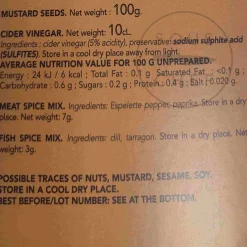 MUSTARD SEEDS. Net weight: 100g.
CIDER VINEGAR. Net weight: 10cL.
Ingredients: cider vinegar (5% acidity), preservative: sodium sulphite acid
(SULFITES). Store in a cool dry place away from light.
AVERAGE NUTRITION VALUE FOR 100 G UNPREPARED.
Energy : 24 kJ / 6 kcal ; Total Fat : 0.1 g Saturated Fat : <0.1 g ;
Carbohydrate : 0.6 g ; Sugars : 0.2 g ; Protein : 0.4 g ; Salt : 0.020 g.
MEAT SPICE MIX. Ingredients: Espelette pepper, paprika. Store in a dry
place. Net weight: 7g.
FISH SPICE MIX. Ingredients: dill, tarragon. Store in a dry place. Net
weight: 3g.
POSSIBLE TRACES OF NUTS, MUSTARD, SESAME, SOY.
STORE IN A COOL DRY PLACE.
BEST BEFORE/LOT NUMBER: SEE AT THE BOTTOM.